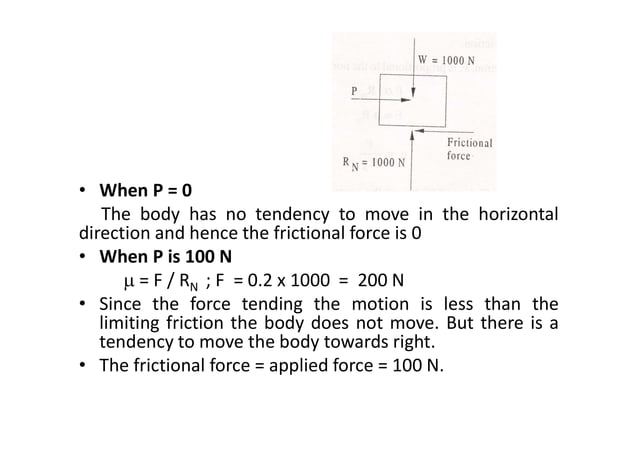 W = 1000 N
P
Frictional
force
R_N = 1000 N
• When P = 0
The body has no tendency to move in the horizontal
direction and hence the frictional force is 0
• When P is 100 N
μ = F / R_N ; F = 0.2 x 1000 = 200 N
• Since the force tending the motion is less than the
limiting friction the body does not move. But there is a
tendency to move the body towards right.
• The frictional force = applied force = 100 N.